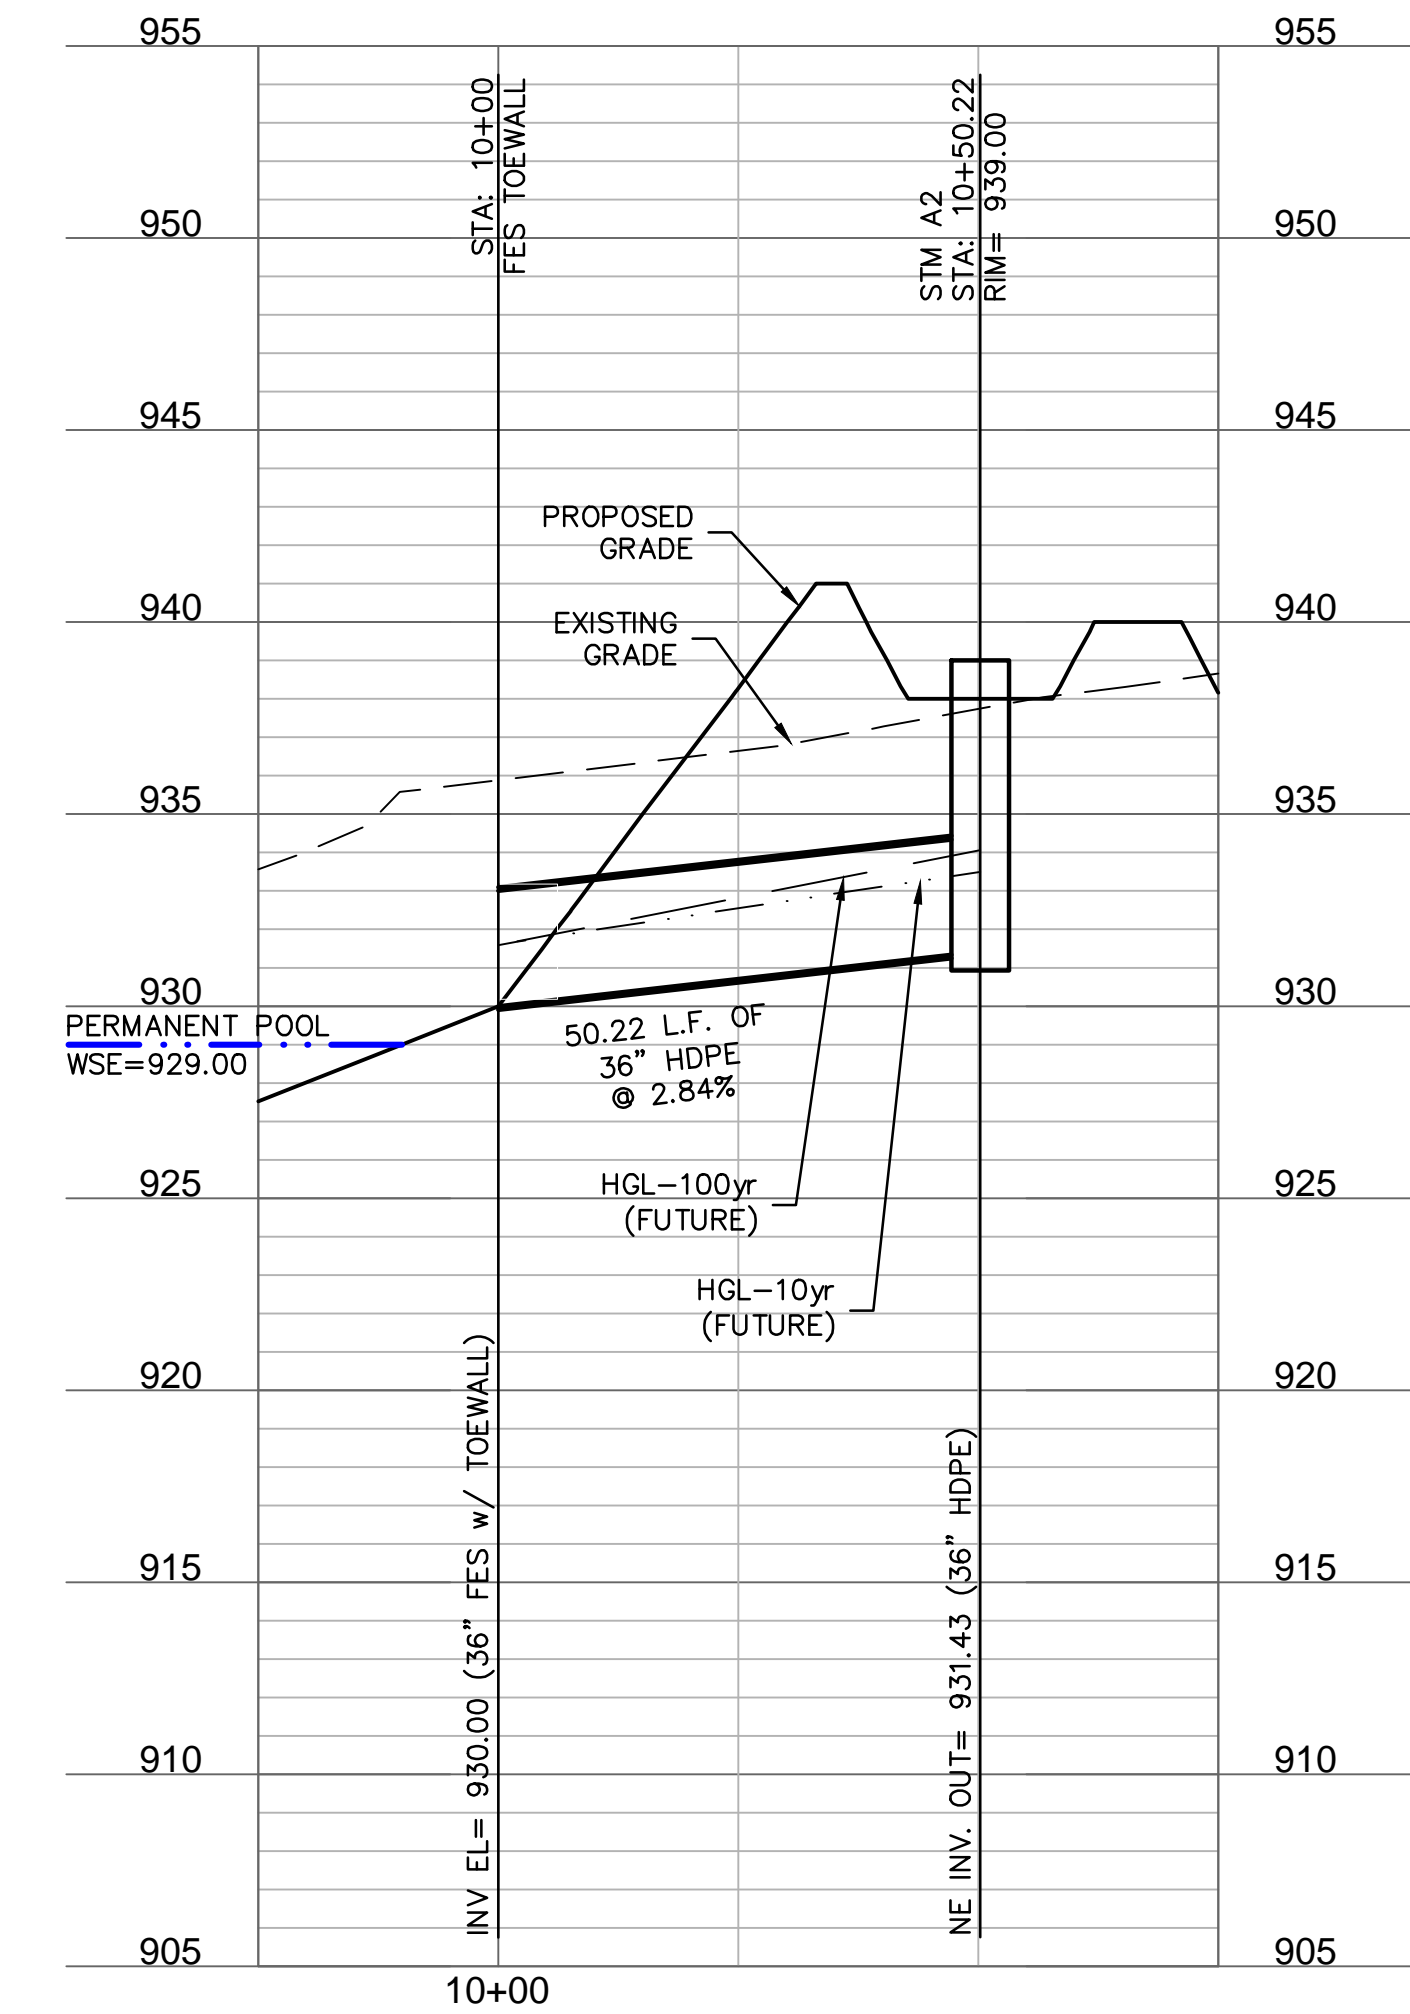 955
955
STA: 10+00
FES TOEWALL
STM A2
STA: 10+50.22
RIM= 939.00
950
950
945
945
PROPOSED
GRADE
940
940
EXISTING
GRADE
935
935
930
930
PERMANENT POOL
WSE=929.00
50.22 L.F. OF
36" HDPE
@ 2.84%
925
925
HGL-100yr
(FUTURE)
HGL-10yr
(FUTURE)
920
920
INV EL= 930.00 (36" FES w/ TOEWALL)
NE INV. OUT= 931.43 (36" HDPE)
915
915
910
910
905
905
10+00